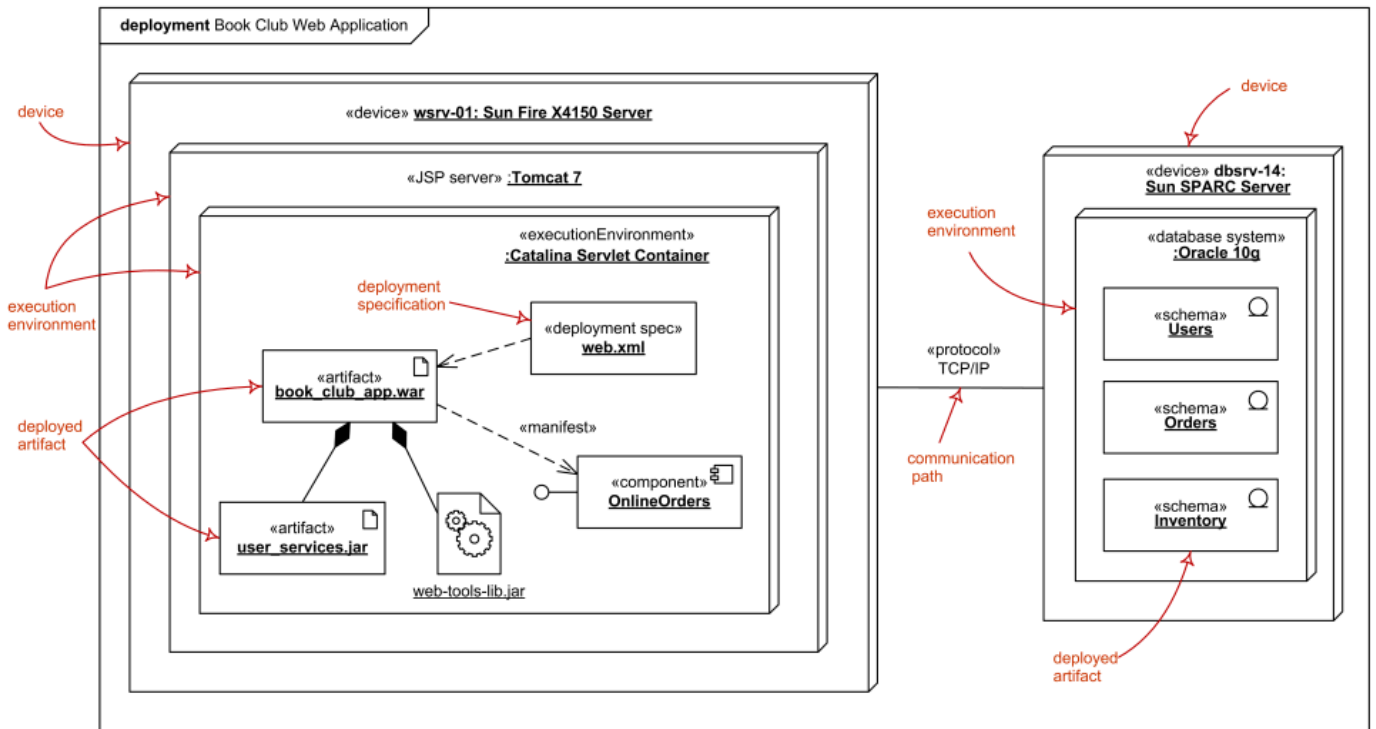 deployment Book Club Web Application
device
«device» wsrv-01: Sun Fire X4150 Server
«JSP server» :Tomcat 7
«executionEnvironment»
:Catalina Servlet Container
execution
environment
deployment
specification
«deployment spec»
web.xml
«artifact»
book_club_app.war
deployed
artifact
«manifest»
«component»
OnlineOrders
«artifact»
user_services.jar
web-tools-lib.jar
«protocol»
TCP/IP
communication
path
device
«device» dbsrv-14:
Sun SPARC Server
execution
environment
«database system»
:Oracle 10g
«schema»
Users
«schema»
Orders
«schema»
Inventory
deployed
artifact